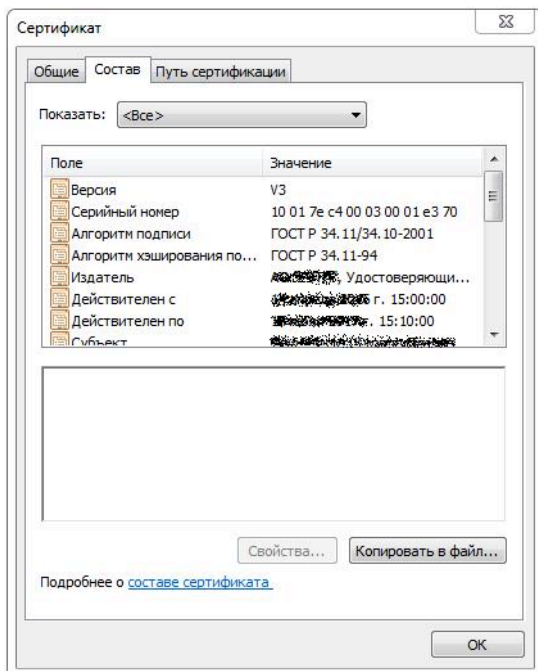 Сертификат
Общие Состав Путь сертификации
Показать: <Все>
Поле Значение
Версия V3
Серийный номер 10 01 7e c4 00 03 00 01 e3 70
Алгоритм подписи ГОСТ Р 34.11/34.10-2001
Алгоритм хэширования по... ГОСТ Р 34.11-94
Издатель , Удостоверяющи...
Действителен с г. 15:00:00
Действителен по . 15:10:00
Субъект
Свойства... Копировать в файл...
Подробнее о составе сертификата
ОК